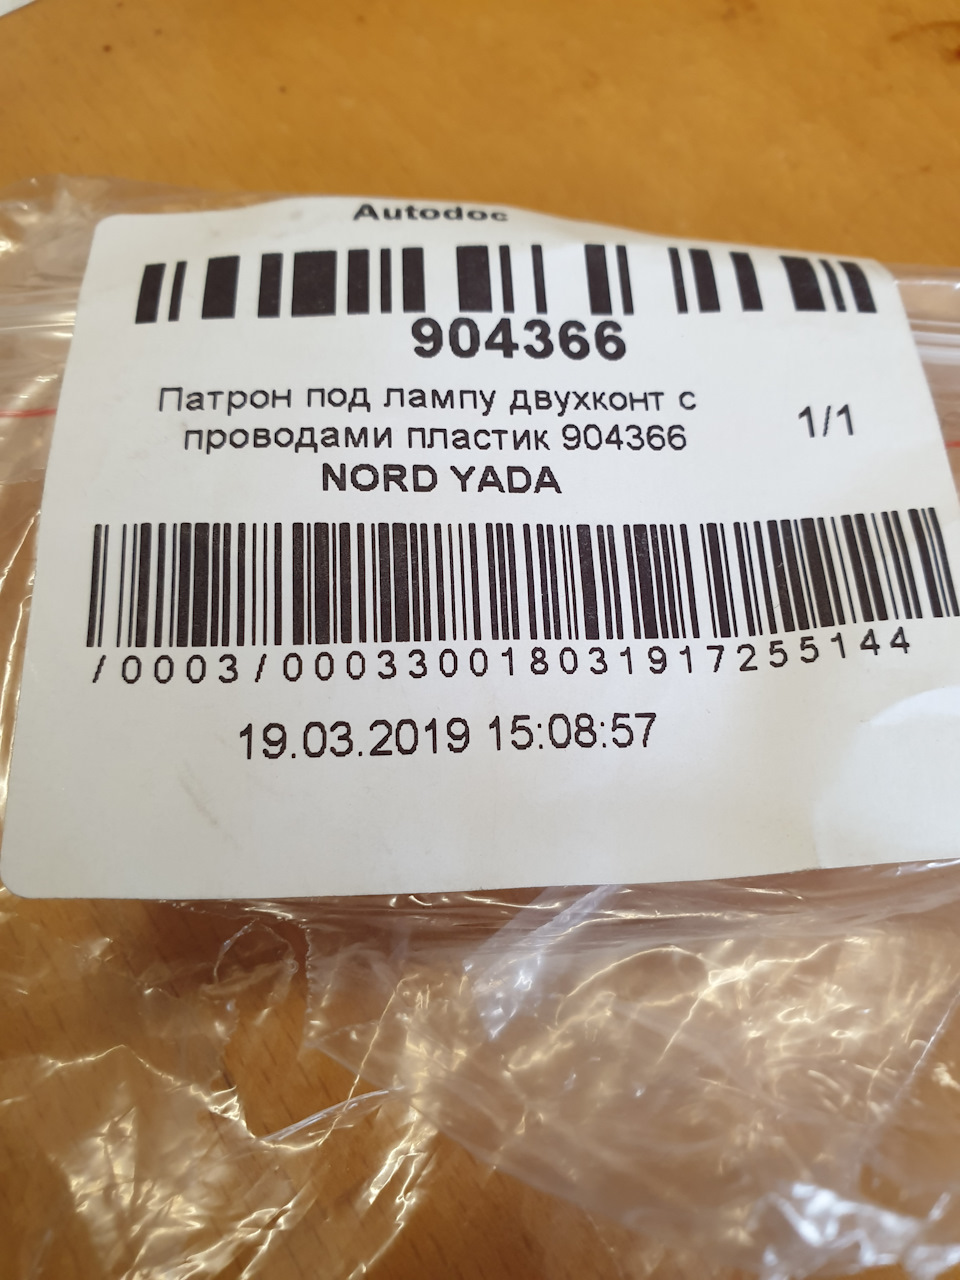 Autodoc
904366
Патрон под лампу двухконт с
проводами пластик 904366
1/1
NORD YADA
/0003/000330018031917255144
19.03.2019 15:08:57